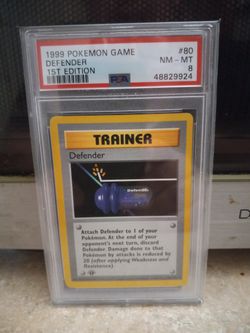 1999 POKEMON GAME #80
DEFENDER NM-MT
1ST EDITION 8
PSA 48829924
TRAINER
Defender
Defender
Attach Defender to 1 of your
Pokémon. At the end of your
opponent's next turn, discard
Defender. Damage done to that
Pokémon by attacks is reduced by
20 (after applying Weakness and
Resistance).